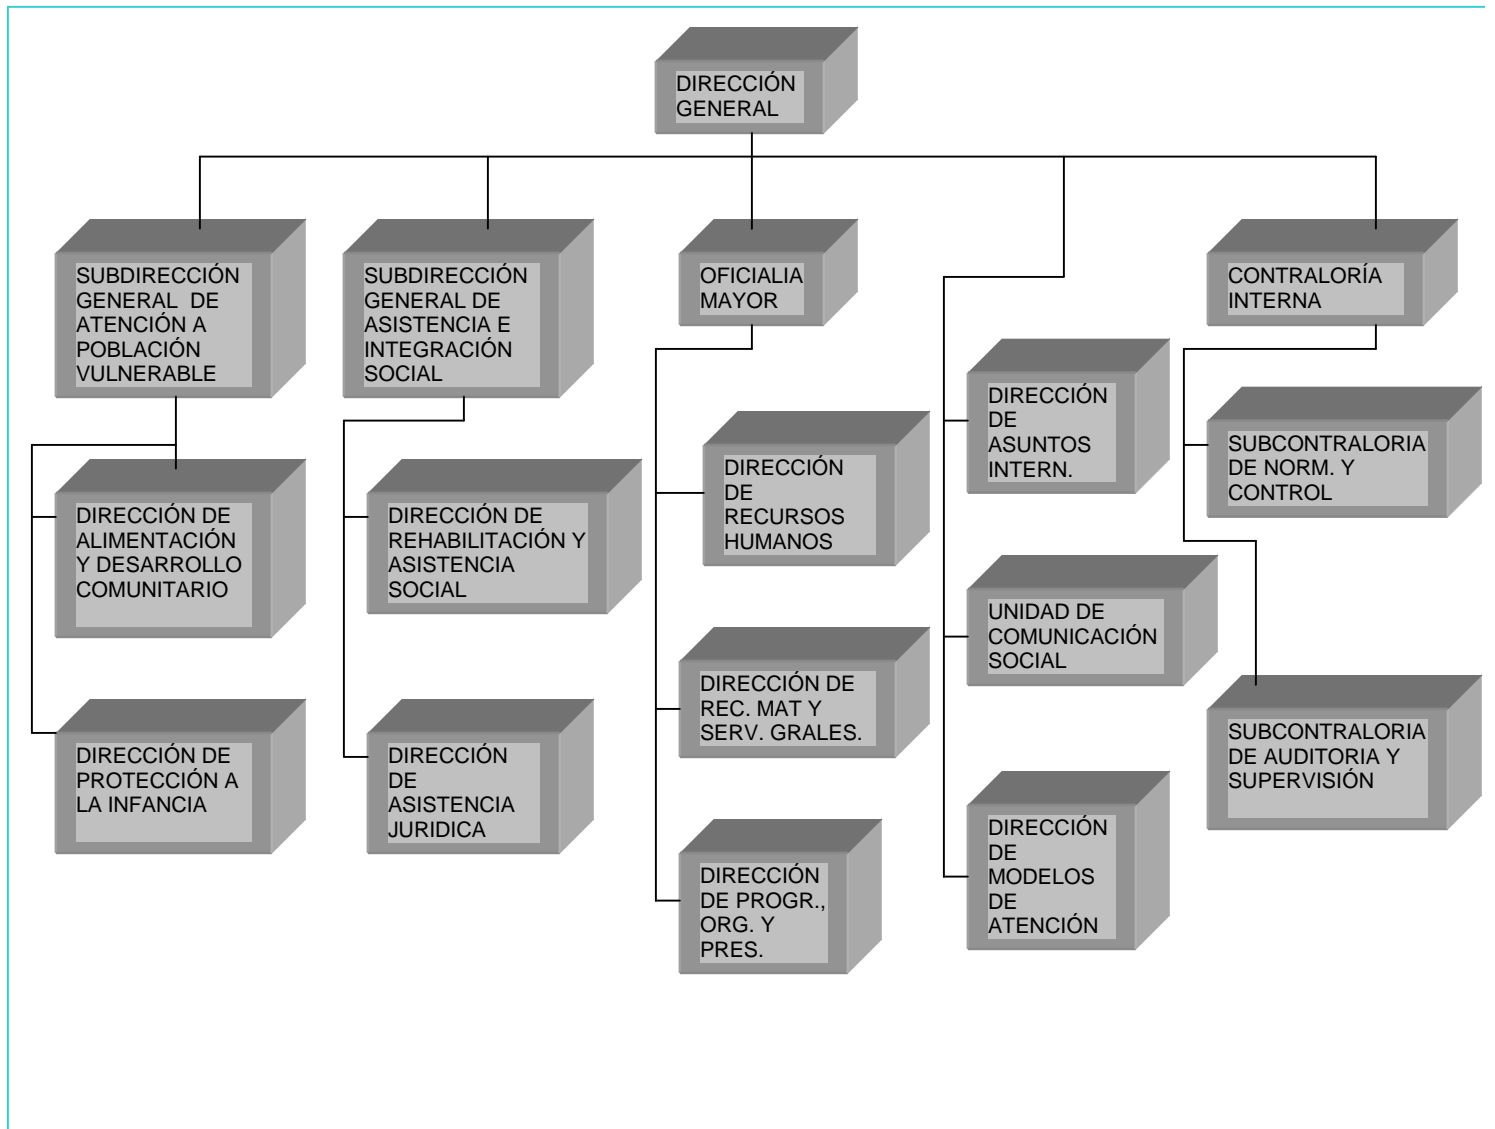 DIRECCIÓN
GENERAL
SUBDIRECCIÓN
GENERAL  DE
ATENCIÓN A
POBLACIÓN
VULNERABLE
SUBDIRECCIÓN
GENERAL DE
ASISTENCIA E
INTEGRACIÓN
SOCIAL
OFICIALIA
MAYOR
CONTRALORÍA
INTERNA
DIRECCIÓN
DE
ASUNTOS
INTERN.
SUBCONTRALORIA
DE NORM. Y
CONTROL
DIRECCIÓN
DE
RECURSOS
HUMANOS
DIRECCIÓN DE
ALIMENTACIÓN
Y DESARROLLO
COMUNITARIO
DIRECCIÓN DE
REHABILITACIÓN Y
ASISTENCIA
SOCIAL
UNIDAD DE
COMUNICACIÓN
SOCIAL
DIRECCIÓN DE
REC. MAT Y
SERV. GRALES.
SUBCONTRALORIA
DE AUDITORIA Y
SUPERVISIÓN
DIRECCIÓN DE
PROTECCIÓN A
LA INFANCIA
DIRECCIÓN
DE
ASISTENCIA
JURIDICA
DIRECCIÓN
DE PROGR.,
ORG. Y
PRES.
DIRECCIÓN
DE
MODELOS
DE
ATENCIÓN